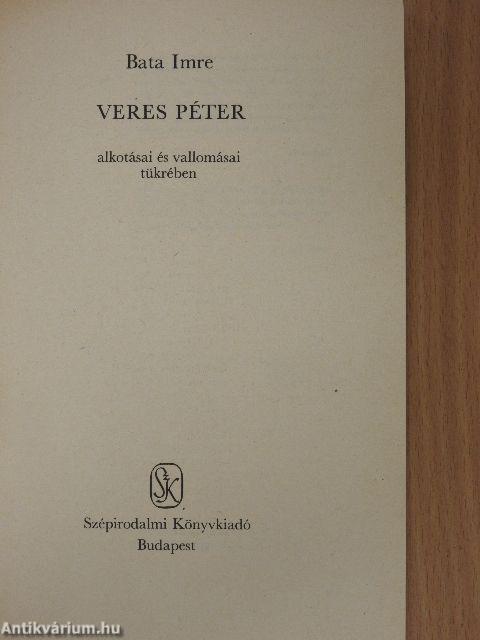 Bata Imre
VERES PÉTER
alkotásai és vallomásai
tükrében
SzK
Szépirodalmi Könyvkiadó
Budapest
Antikvárium.hu